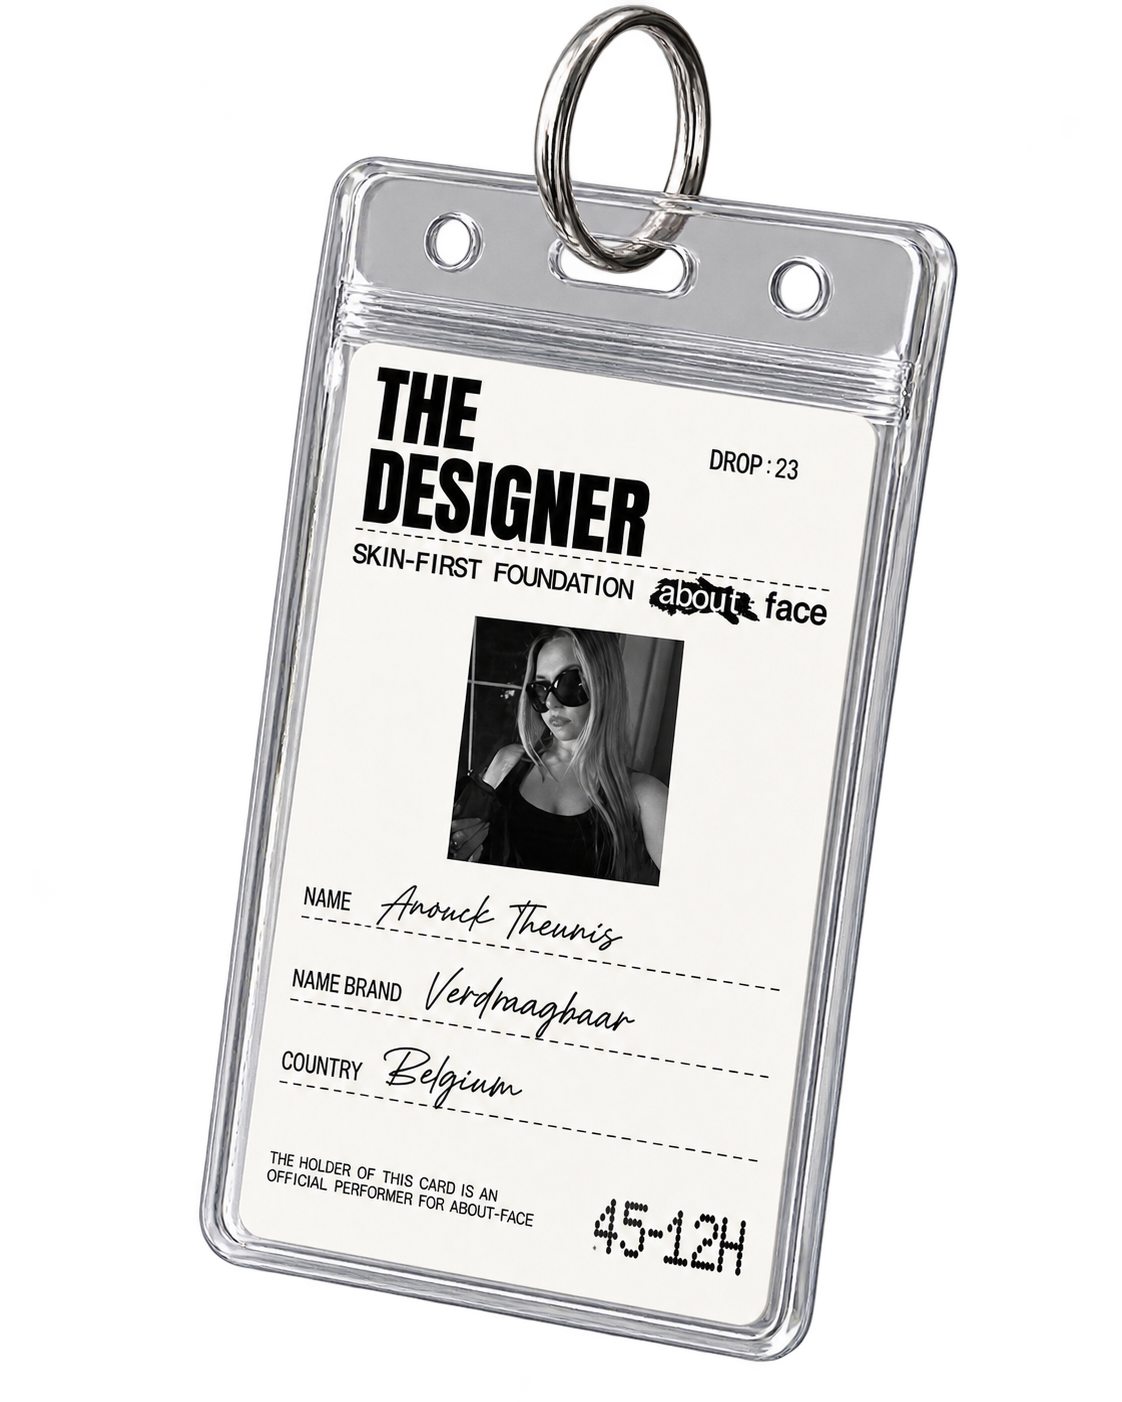 THE
DESIGNER
DROP : 23
SKIN-FIRST FOUNDATION about face
NAME Anouck Theunis
NAME BRAND Verdraagbaar
COUNTRY Belgium
THE HOLDER OF THIS CARD IS AN
OFFICIAL PERFORMER FOR ABOUT-FACE
45-12H